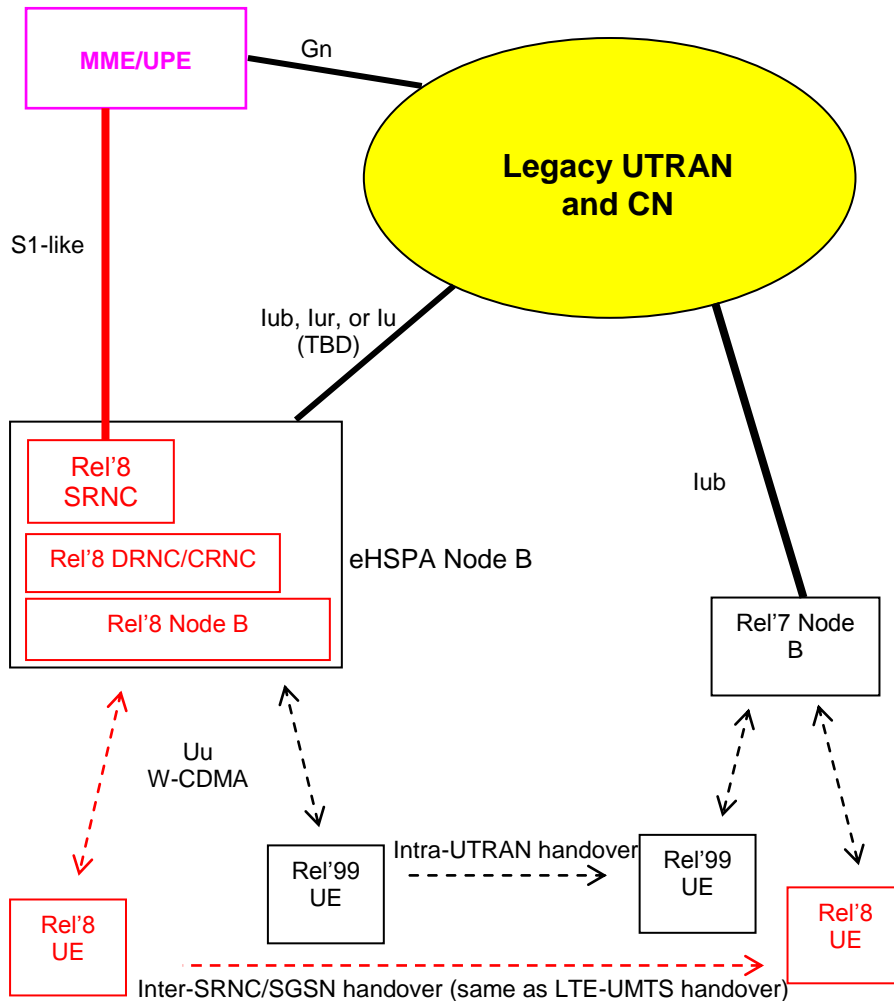 MME/UPE
Gn
Legacy UTRAN
and CN
S1-like
Iub, Iur, or Iu
(TBD)
Rel’8
SRNC
Iub
Rel’8 DRNC/CRNC
eHSPA Node B
Rel’8 Node B
Rel’7 Node
B
Uu
W-CDMA
Intra-UTRAN handover
Rel’99
UE
Rel’99
UE
Rel’8
UE
Rel’8
UE
Inter-SRNC/SGSN handover (same as LTE-UMTS handover)